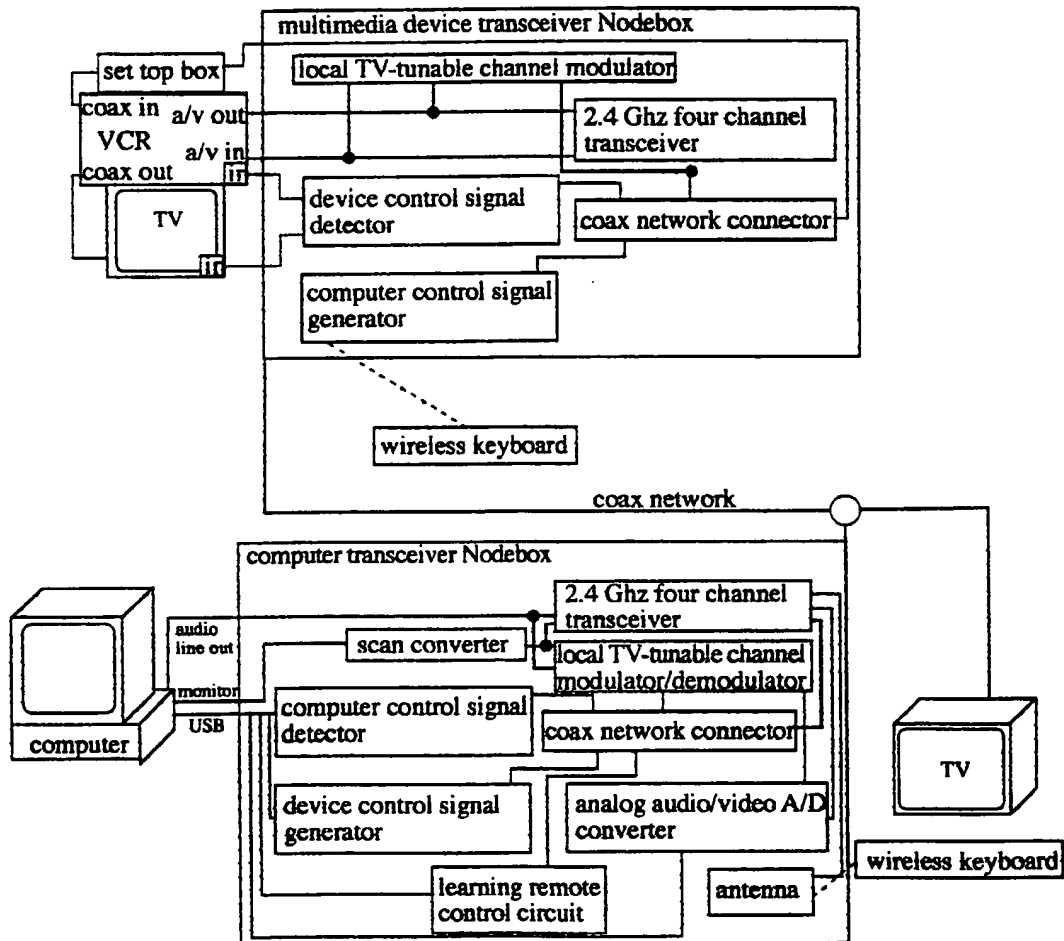 multimedia device transceiver Nodebox
set top box
local TV-tunable channel modulator
coax in
a/v out
VCR
a/v in
coax out
ir
2.4 Ghz four channel
transceiver
device control signal
detector
coax network connector
TV
ir
computer control signal
generator
wireless keyboard
coax network
computer transceiver Nodebox
2.4 Ghz four channel
transceiver
audio
line out
scan converter
local TV-tunable channel
modulator/demodulator
monitor
USB
computer control signal
detector
coax network connector
computer
TV
device control signal
generator
analog audio/video A/D
converter
wireless keyboard
learning remote
control circuit
antenna